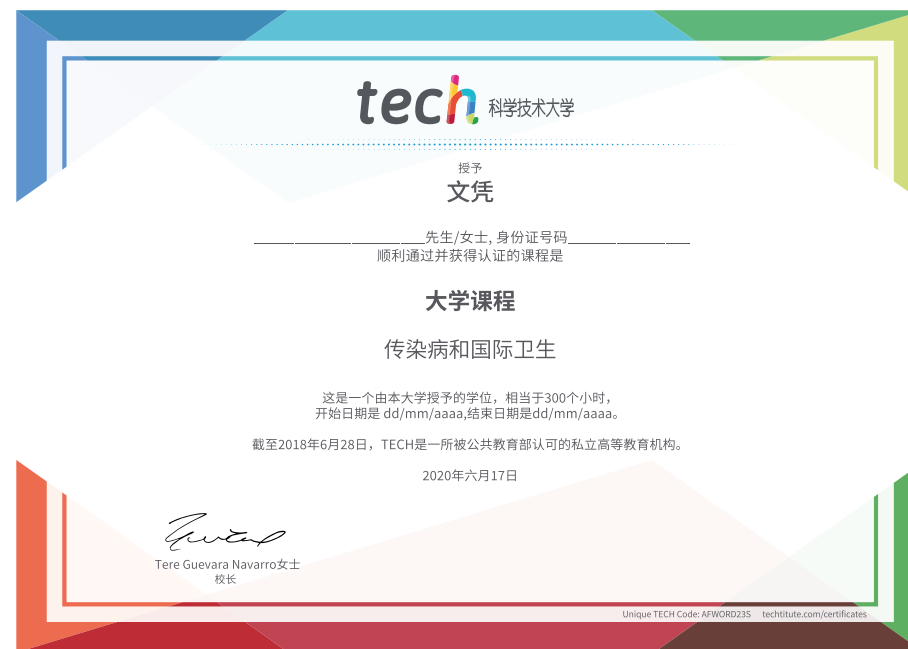 tech 科学技术大学
授予
文凭
________________________先生/女士, 身份证号码_________________
顺利通过并获得认证的课程是
大学课程
传染病和国际卫生
这是一个由本大学授予的学位，相当于300个小时，
开始日期是 dd/mm/aaaa,结束日期是dd/mm/aaaa。
截至2018年6月28日，TECH是一所被公共教育部认可的私立高等教育机构。
2020年六月17日
Tere Guevara Navarro女士
校长
Unique TECH Code: AFWORD23S techtitute.com/certificates